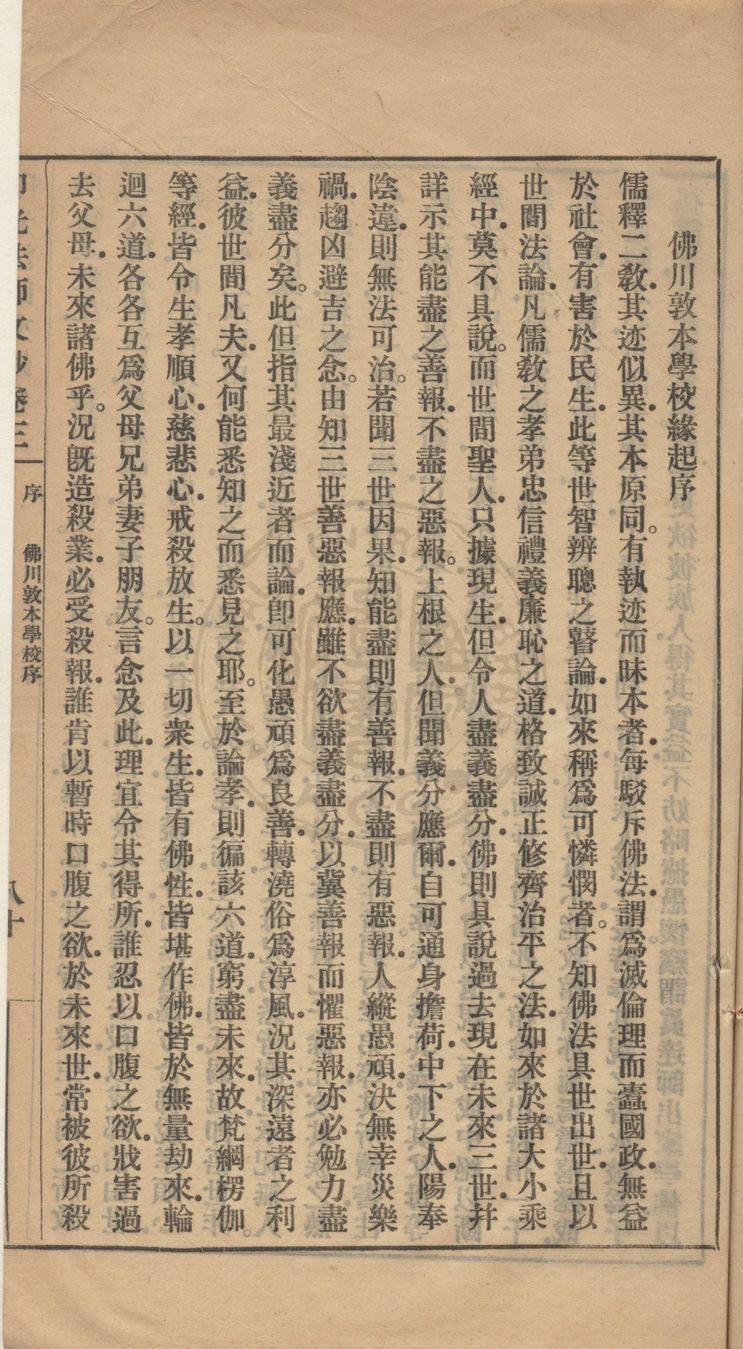 佛川敦本學校緣起序
儒釋二敎。其迹似異。其本原同。有執迹而昧本者。每駁斥佛法。謂爲滅倫理而蠹國政。無益
於社會。有害於民生。此等世智辨聰之瞽論。如來稱爲可憐憫者。不知佛法具世出世。且以
世間法論。凡儒敎之孝弟忠信禮義廉恥之道。格致誠正修齊治平之法。如來於諸大小乘
經中。莫不具說。而世間聖人。只據現生。但令人盡義盡分。佛則具說過去現在未來三世。幷
詳示其能盡之善報。不盡之惡報。上根之人。但聞義分應爾。自可通身擔荷。中下之人。陽奉
陰違。則無法可治。若聞三世因果。知能盡則有善報。不盡則有惡報。人縱愚頑。決無幸災樂
禍。趨凶避吉之念。由知三世善惡報應。雖不欲盡義盡分。以冀善報而懼惡報。亦必勉力盡
義盡分矣。此但指其最淺近者而論。卽可化愚頑爲良善。轉澆俗爲淳風。況其深遠者之利
益。彼世間凡夫。又何能悉知之而悉見之耶。至於論孝。則徧該六道。窮盡未來。故梵網楞伽。
等經。皆令生孝順心。慈悲心。戒殺放生。以一切衆生。皆有佛性。皆堪作佛。皆於無量劫來。輪
迴六道。各各互爲父母兄弟妻子朋友。言念及此。理宜令其得所。誰忍以口腹之欲。戕害過
去父母。未來諸佛乎。況旣造殺業。必受殺報。誰肯以暫時口腹之欲。於未來世。常被彼所殺
印光法師文鈔卷三 序 佛川敦本學校序 八十